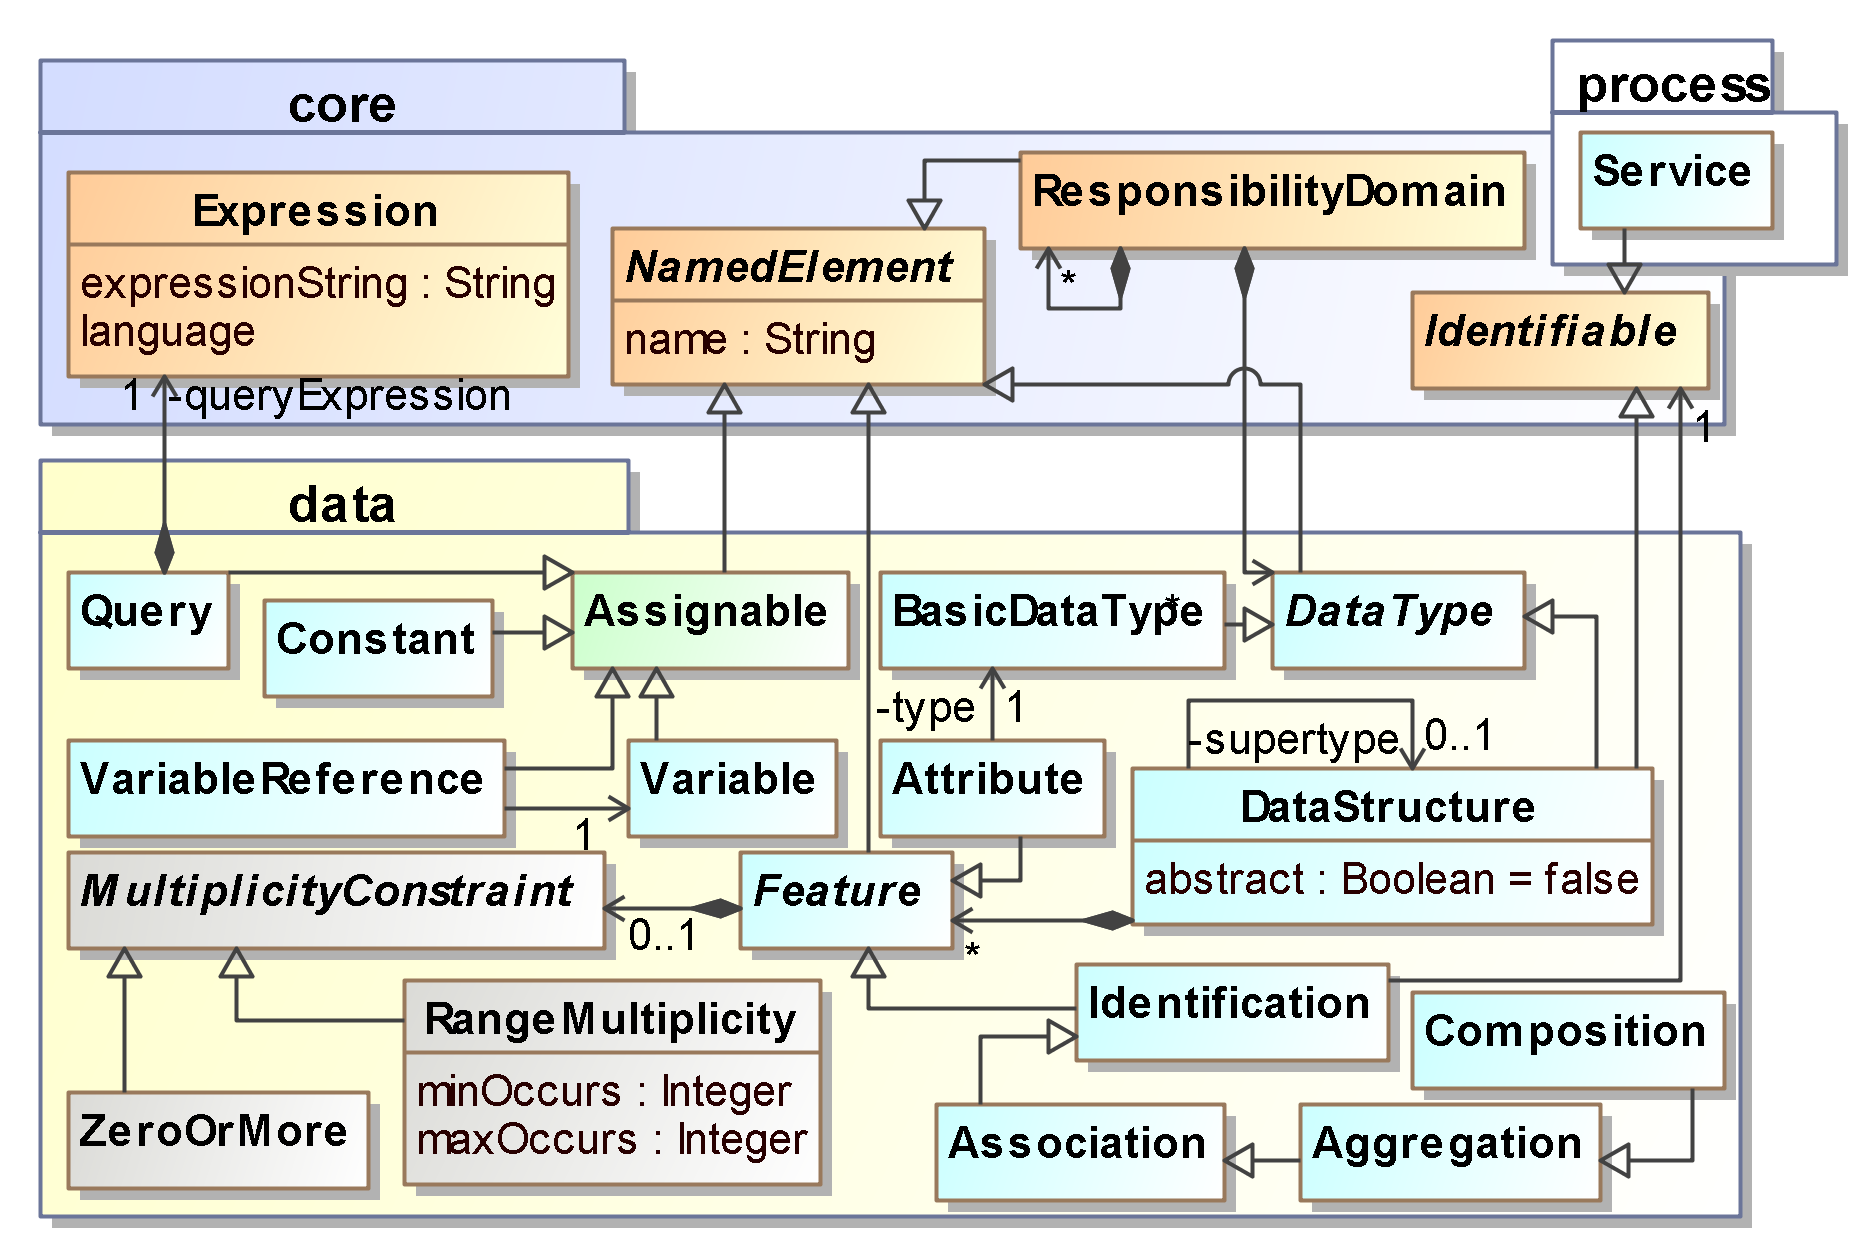 core
process
Expression
expressionString : String
language
NamedElement
name : String
ResponsibilityDomain
*
Service
Identifiable
1
-queryExpression
1
data
Query
Constant
Assignable
BasicDataType
*
DataType
VariableReference
1
Variable
-type
1
Attribute
-supertype
0..1
DataStructure
abstract : Boolean = false
MultiplicityConstraint
0..1
Feature
*
Identification
Composition
RangeMultiplicity
minOccurs : Integer
maxOccurs : Integer
ZeroOrMore
Association
Aggregation